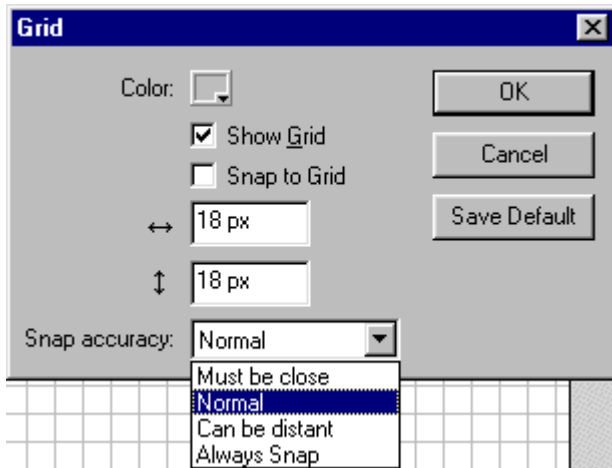 Grid
Color:
OK
Show Grid
Cancel
Snap to Grid
18 px
Save Default
18 px
Snap accuracy: Normal
Must be close
Normal
Can be distant
Always Snap